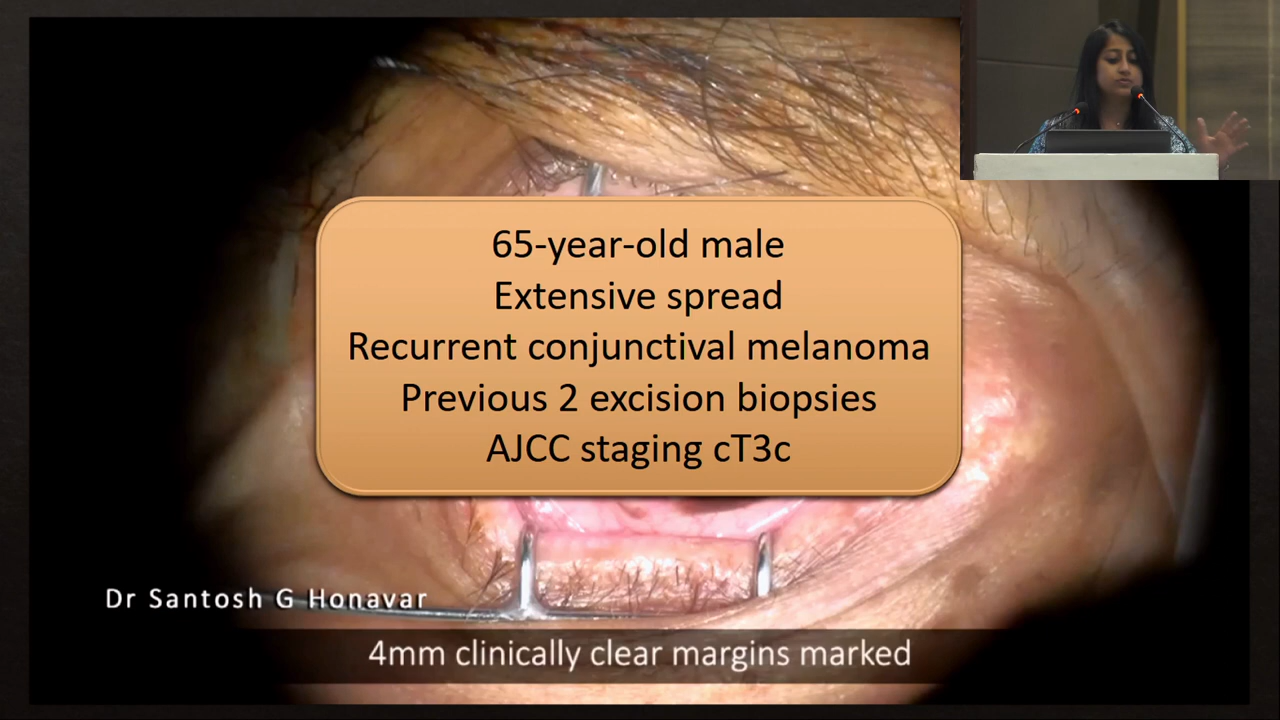 65-year-old male
Extensive spread
Recurrent conjunctival melanoma
Previous 2 excision biopsies
AJCC staging cT3c
Dr Santosh G Honavar
4mm clinically clear margins marked